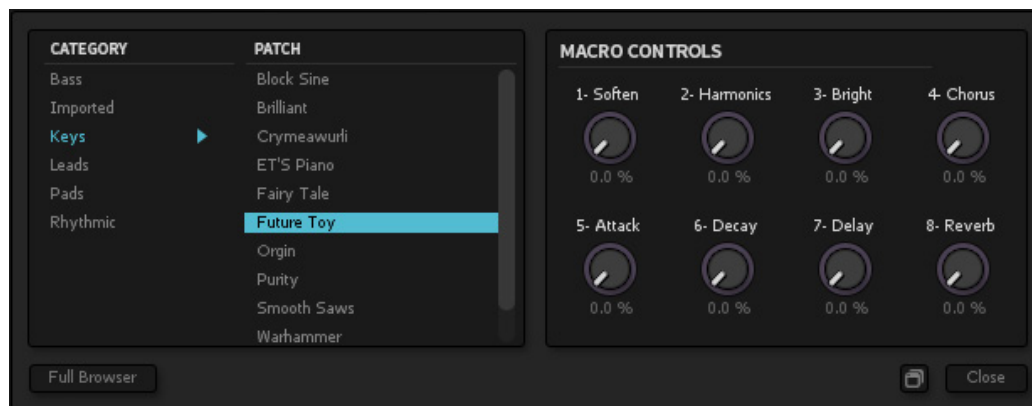 CATEGORY
Bass
Imported
Keys
Leads
Pads
Rhythmic
PATCH
Block Sine
Brilliant
Crymeawurli
ET'S Piano
Fairy Tale
Future Toy
Orgin
Purity
Smooth Saws
Warhammer
MACRO CONTROLS
1- Soften 2- Harmonics 3- Bright 4- Chorus
0.0 % 0.0 % 0.0 % 0.0 %
5- Attack 6- Decay 7- Delay 8- Reverb
0.0 % 0.0 % 0.0 % 0.0 %
Full Browser
Close